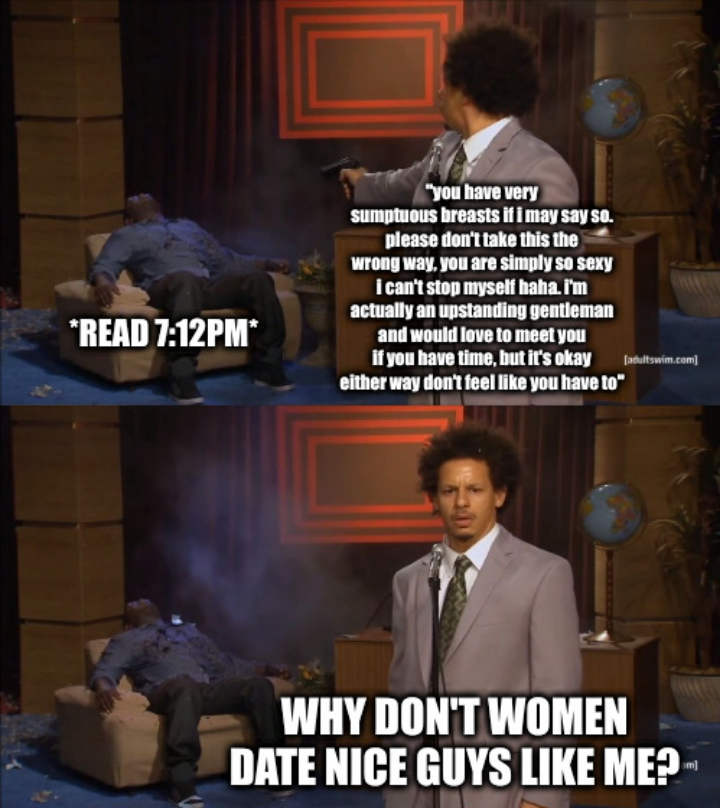 "you have very
sumptuous breasts if i may say so.
please don't take this the
wrong way, you are simply so sexy
i can't stop myself haha. i'm
actually an upstanding gentleman
and would love to meet you
if you have time, but it's okay
either way don't feel like you have to"
*READ 7:12PM*
[adultswim.com]
WHY DON'T WOMEN
DATE NICE GUYS LIKE ME?
om]